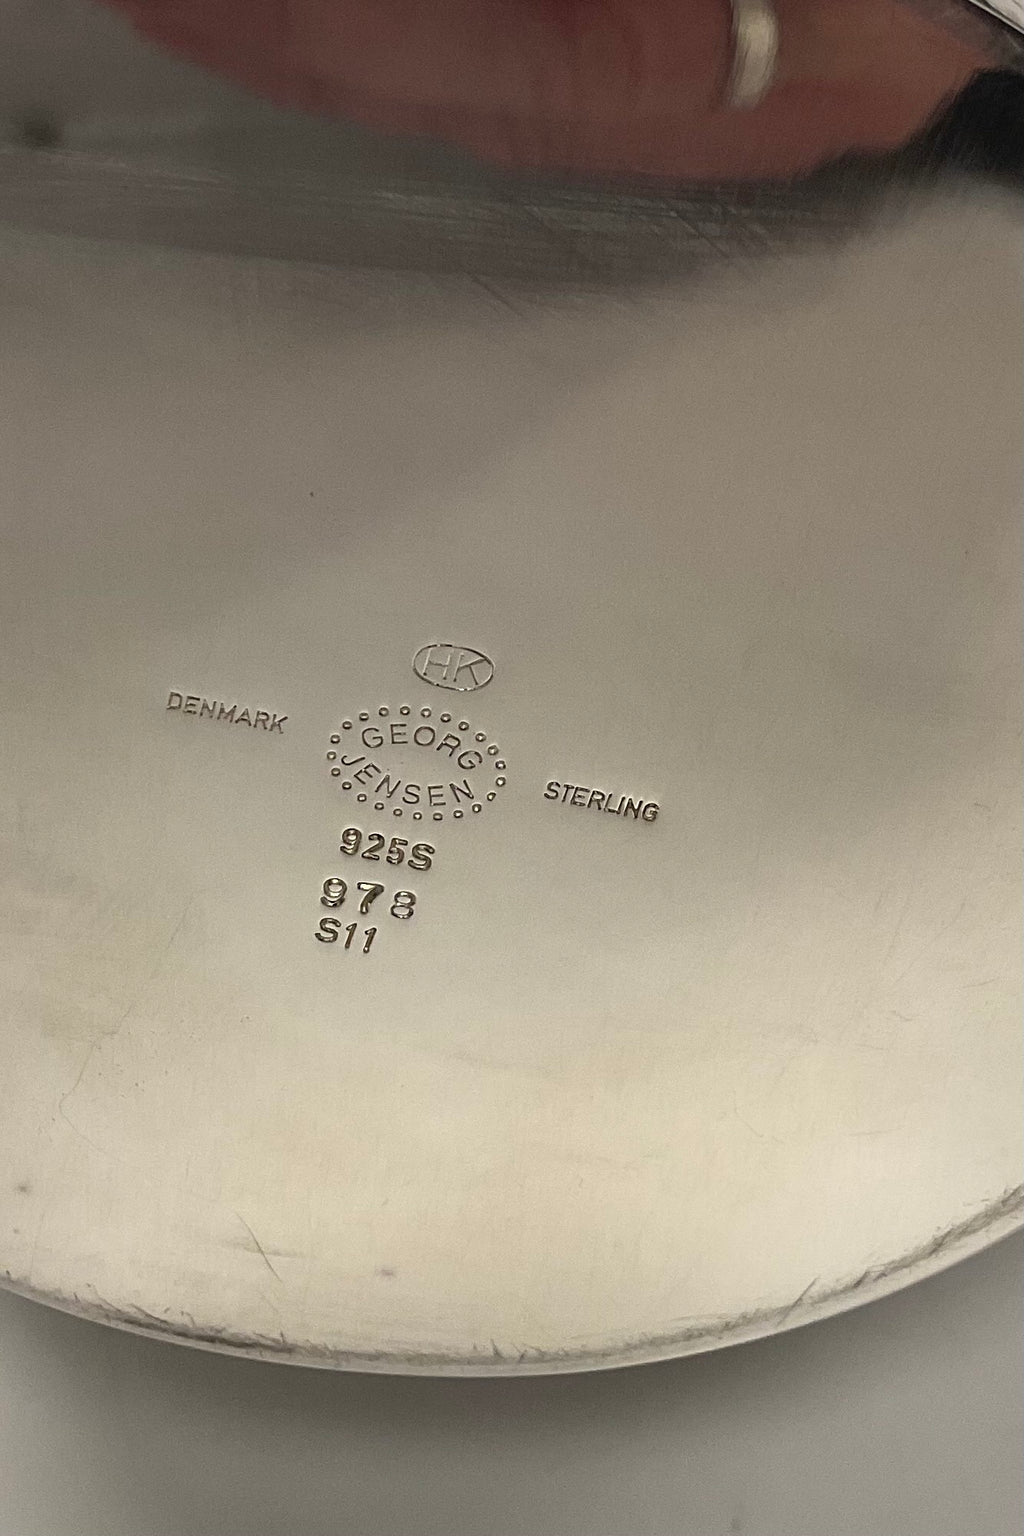 HK
DENMARK
GEORG
JENSEN
STERLING
925S
978
S11